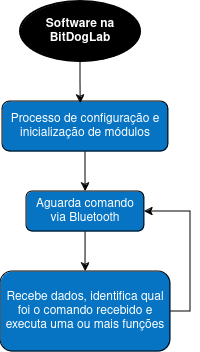 Software na
BitDogLab
Processo de configuração e
inicialização de módulos
Aguarda comando
via Bluetooth
Recebe dados, identifica qual
foi o comando recebido e
executa uma ou mais funções